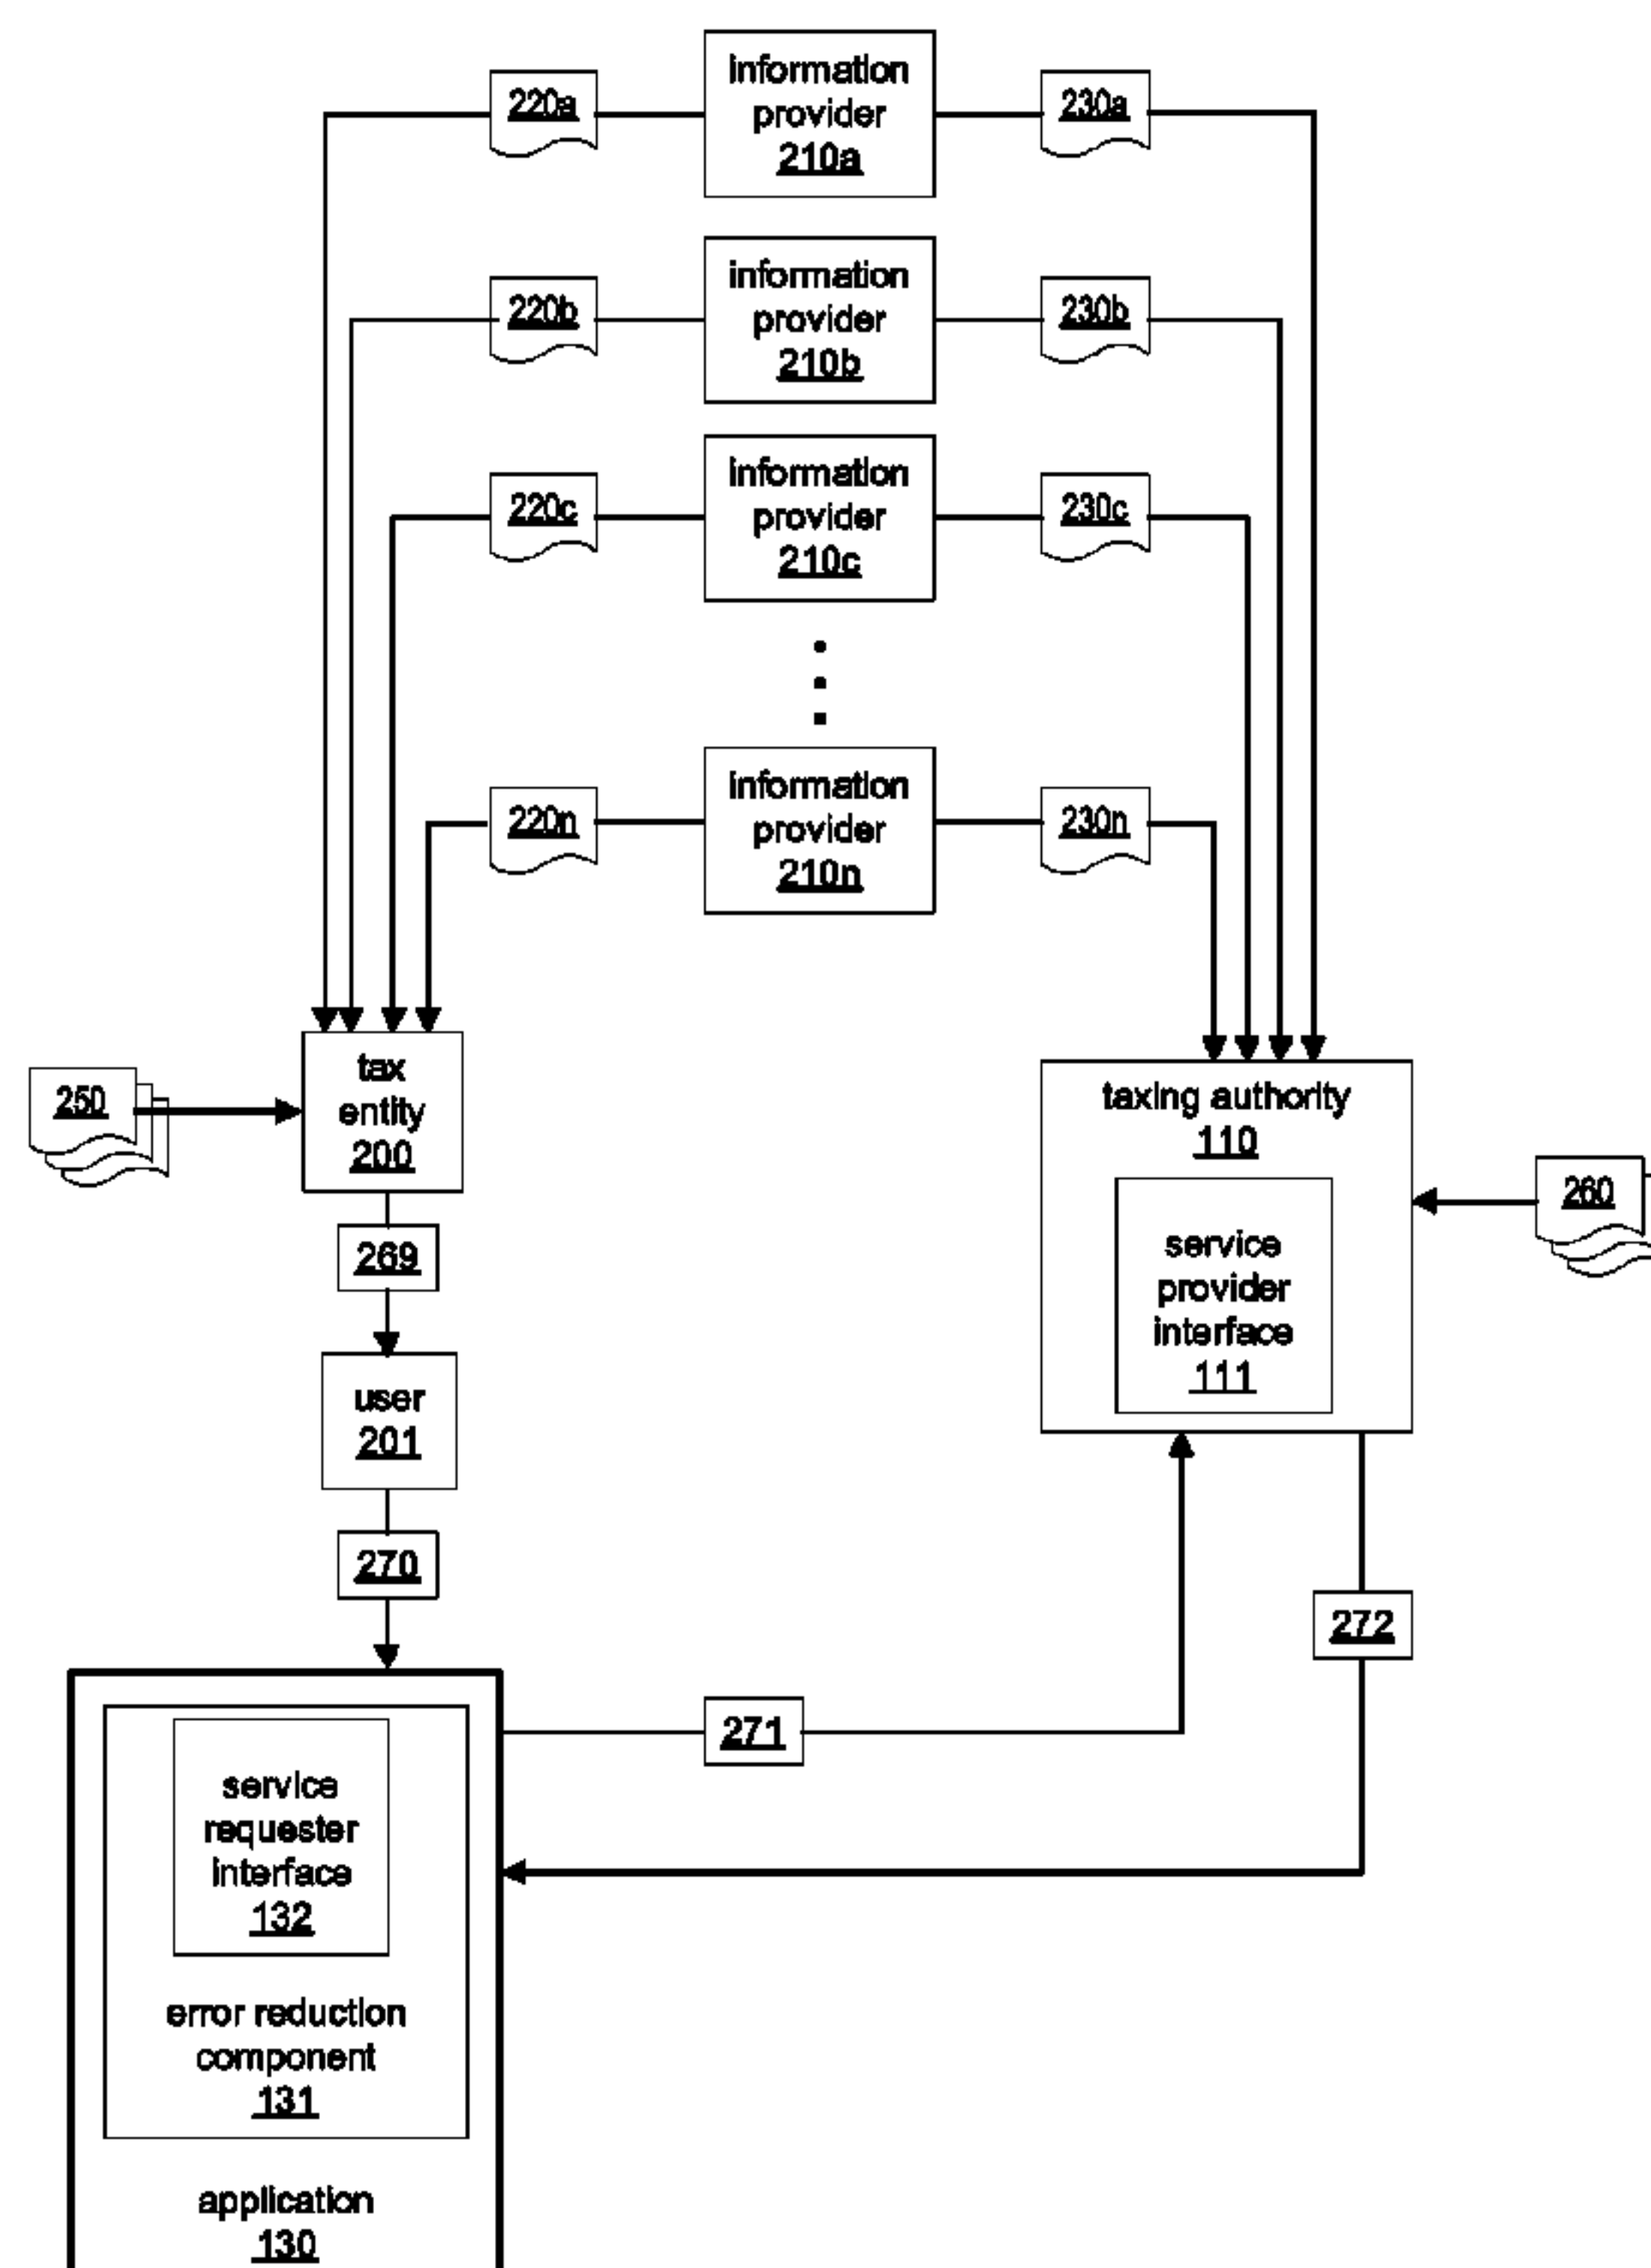 information
220a
provider
230a
210a
information
220b
provider
230b
210b
information
220c
provider
230c
210c
information
220n
provider
230n
210n
tax
250
entity
200
taxing authority
110
260
269
service
provider
interface
111
user
201
270
272
271
service
requester
interface
132
error reduction
component
131
application
130